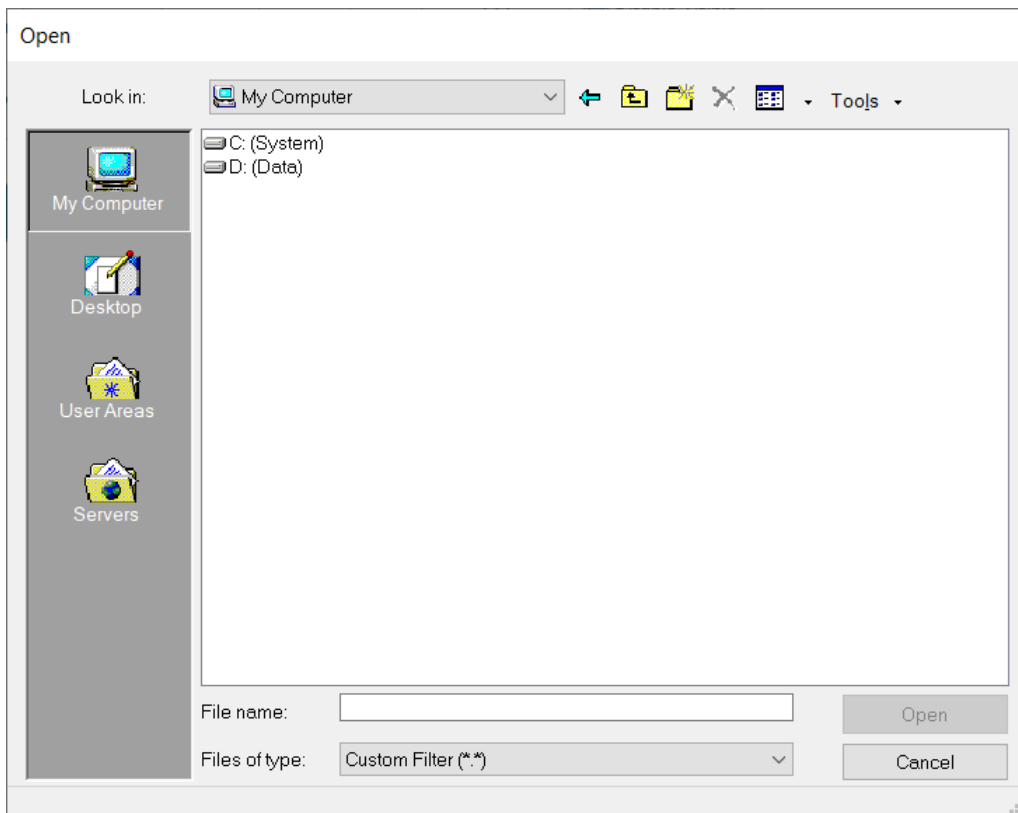 Open
Look in:
My Computer
Tools
C: (System)
D: (Data)
My Computer
Desktop
User Areas
Servers
File name:
Open
Files of type:
Custom Filter (*.*)
Cancel